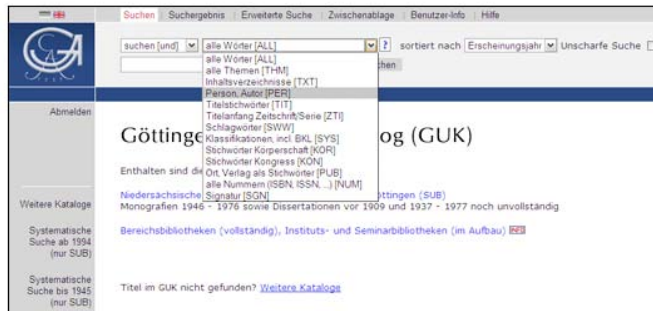 Suchen | Suchergebnis | Erweiterte Suche | Zwischenablage | Benutzer-Info | Hilfe
suchen [und] alle Wörter [ALL] ? sortiert nach Erscheinungsjahr Unscharfe Suche
alle Wörter [ALL]
alle Themen [THM]
Inhaltsverzeichnisse [TXT]
Person, Autor [PER]
Titelstichwörter [TIT]
Titelanfang Zeitschrift/Serie [ZTI]
Schlagwörter [SWW]
Klassifikationen, incl. BKL [SYS]
Stichwörter Körperschaft [KOR]
Stichwörter Kongress [KON]
Ort, Verlag als Stichwörter [PUB]
alle Nummern (ISBN, ISSN, ...) [NUM]
Signatur [SGN]
chen
Abmelden
Göttinge og (GUK)
Enthalten sind die
Niedersächsische öttingen (SUB)
Monografien 1946 - 1976 sowie Dissertationen vor 1909 und 1937 - 1977 noch unvollständig
Bereichsbibliotheken (vollständig), Instituts- und Seminarbibliotheken (im Aufbau)
Titel im GUK nicht gefunden? Weitere Kataloge
Weitere Kataloge
Systematische
Suche ab 1994
(nur SUB)
Systematische
Suche bis 1945
(nur SUB)